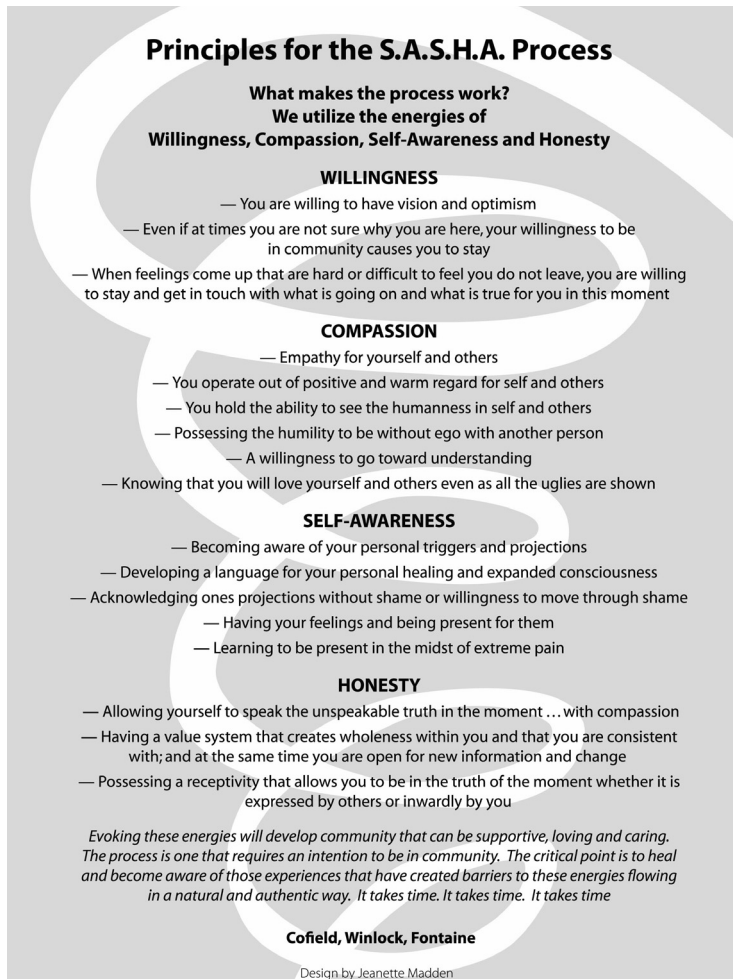 Principles for the S.A.S.H.A. Process
What makes the process work?
We utilize the energies of
Willingness, Compassion, Self-Awareness and Honesty
WILLINGNESS
— You are willing to have vision and optimism
— Even if at times you are not sure why you are here, your willingness to be
in community causes you to stay
— When feelings come up that are hard or difficult to feel you do not leave, you are willing
to stay and get in touch with what is going on and what is true for you in this moment
COMPASSION
— Empathy for yourself and others
— You operate out of positive and warm regard for self and others
— You hold the ability to see the humanness in self and others
— Possessing the humility to be without ego with another person
— A willingness to go toward understanding
— Knowing that you will love yourself and others even as all the uglies are shown
SELF-AWARENESS
— Becoming aware of your personal triggers and projections
— Developing a language for your personal healing and expanded consciousness
— Acknowledging ones projections without shame or willingness to move through shame
— Having your feelings and being present for them
— Learning to be present in the midst of extreme pain
HONESTY
— Allowing yourself to speak the unspeakable truth in the moment ... with compassion
— Having a value system that creates wholeness within you and that you are consistent
with; and at the same time you are open for new information and change
— Possessing a receptivity that allows you to be in the truth of the moment whether it is
expressed by others or inwardly by you
Evoking these energies will develop community that can be supportive, loving and caring.
The process is one that requires an intention to be in community. The critical point is to heal
and become aware of those experiences that have created barriers to these energies flowing
in a natural and authentic way. It takes time. It takes time. It takes time
Cofield, Winlock, Fontaine
Design by Jeanette Madden